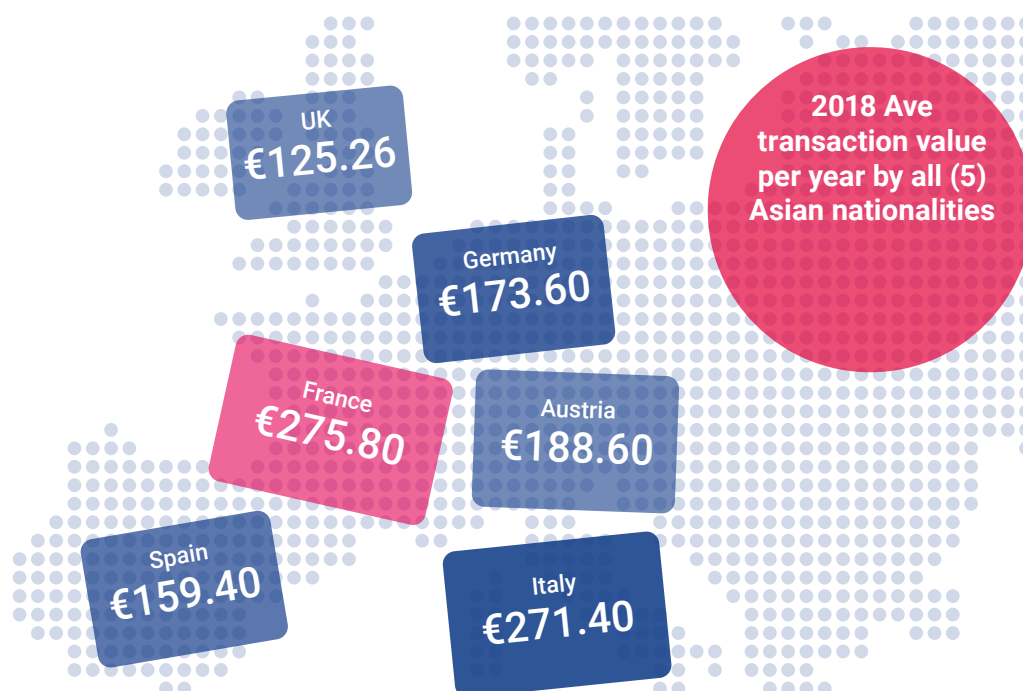 2018 Ave
transaction value
per year by all (5)
Asian nationalities
UK
€125.26
Germany
€173.60
France
€275.80
Austria
€188.60
Spain
€159.40
Italy
€271.40